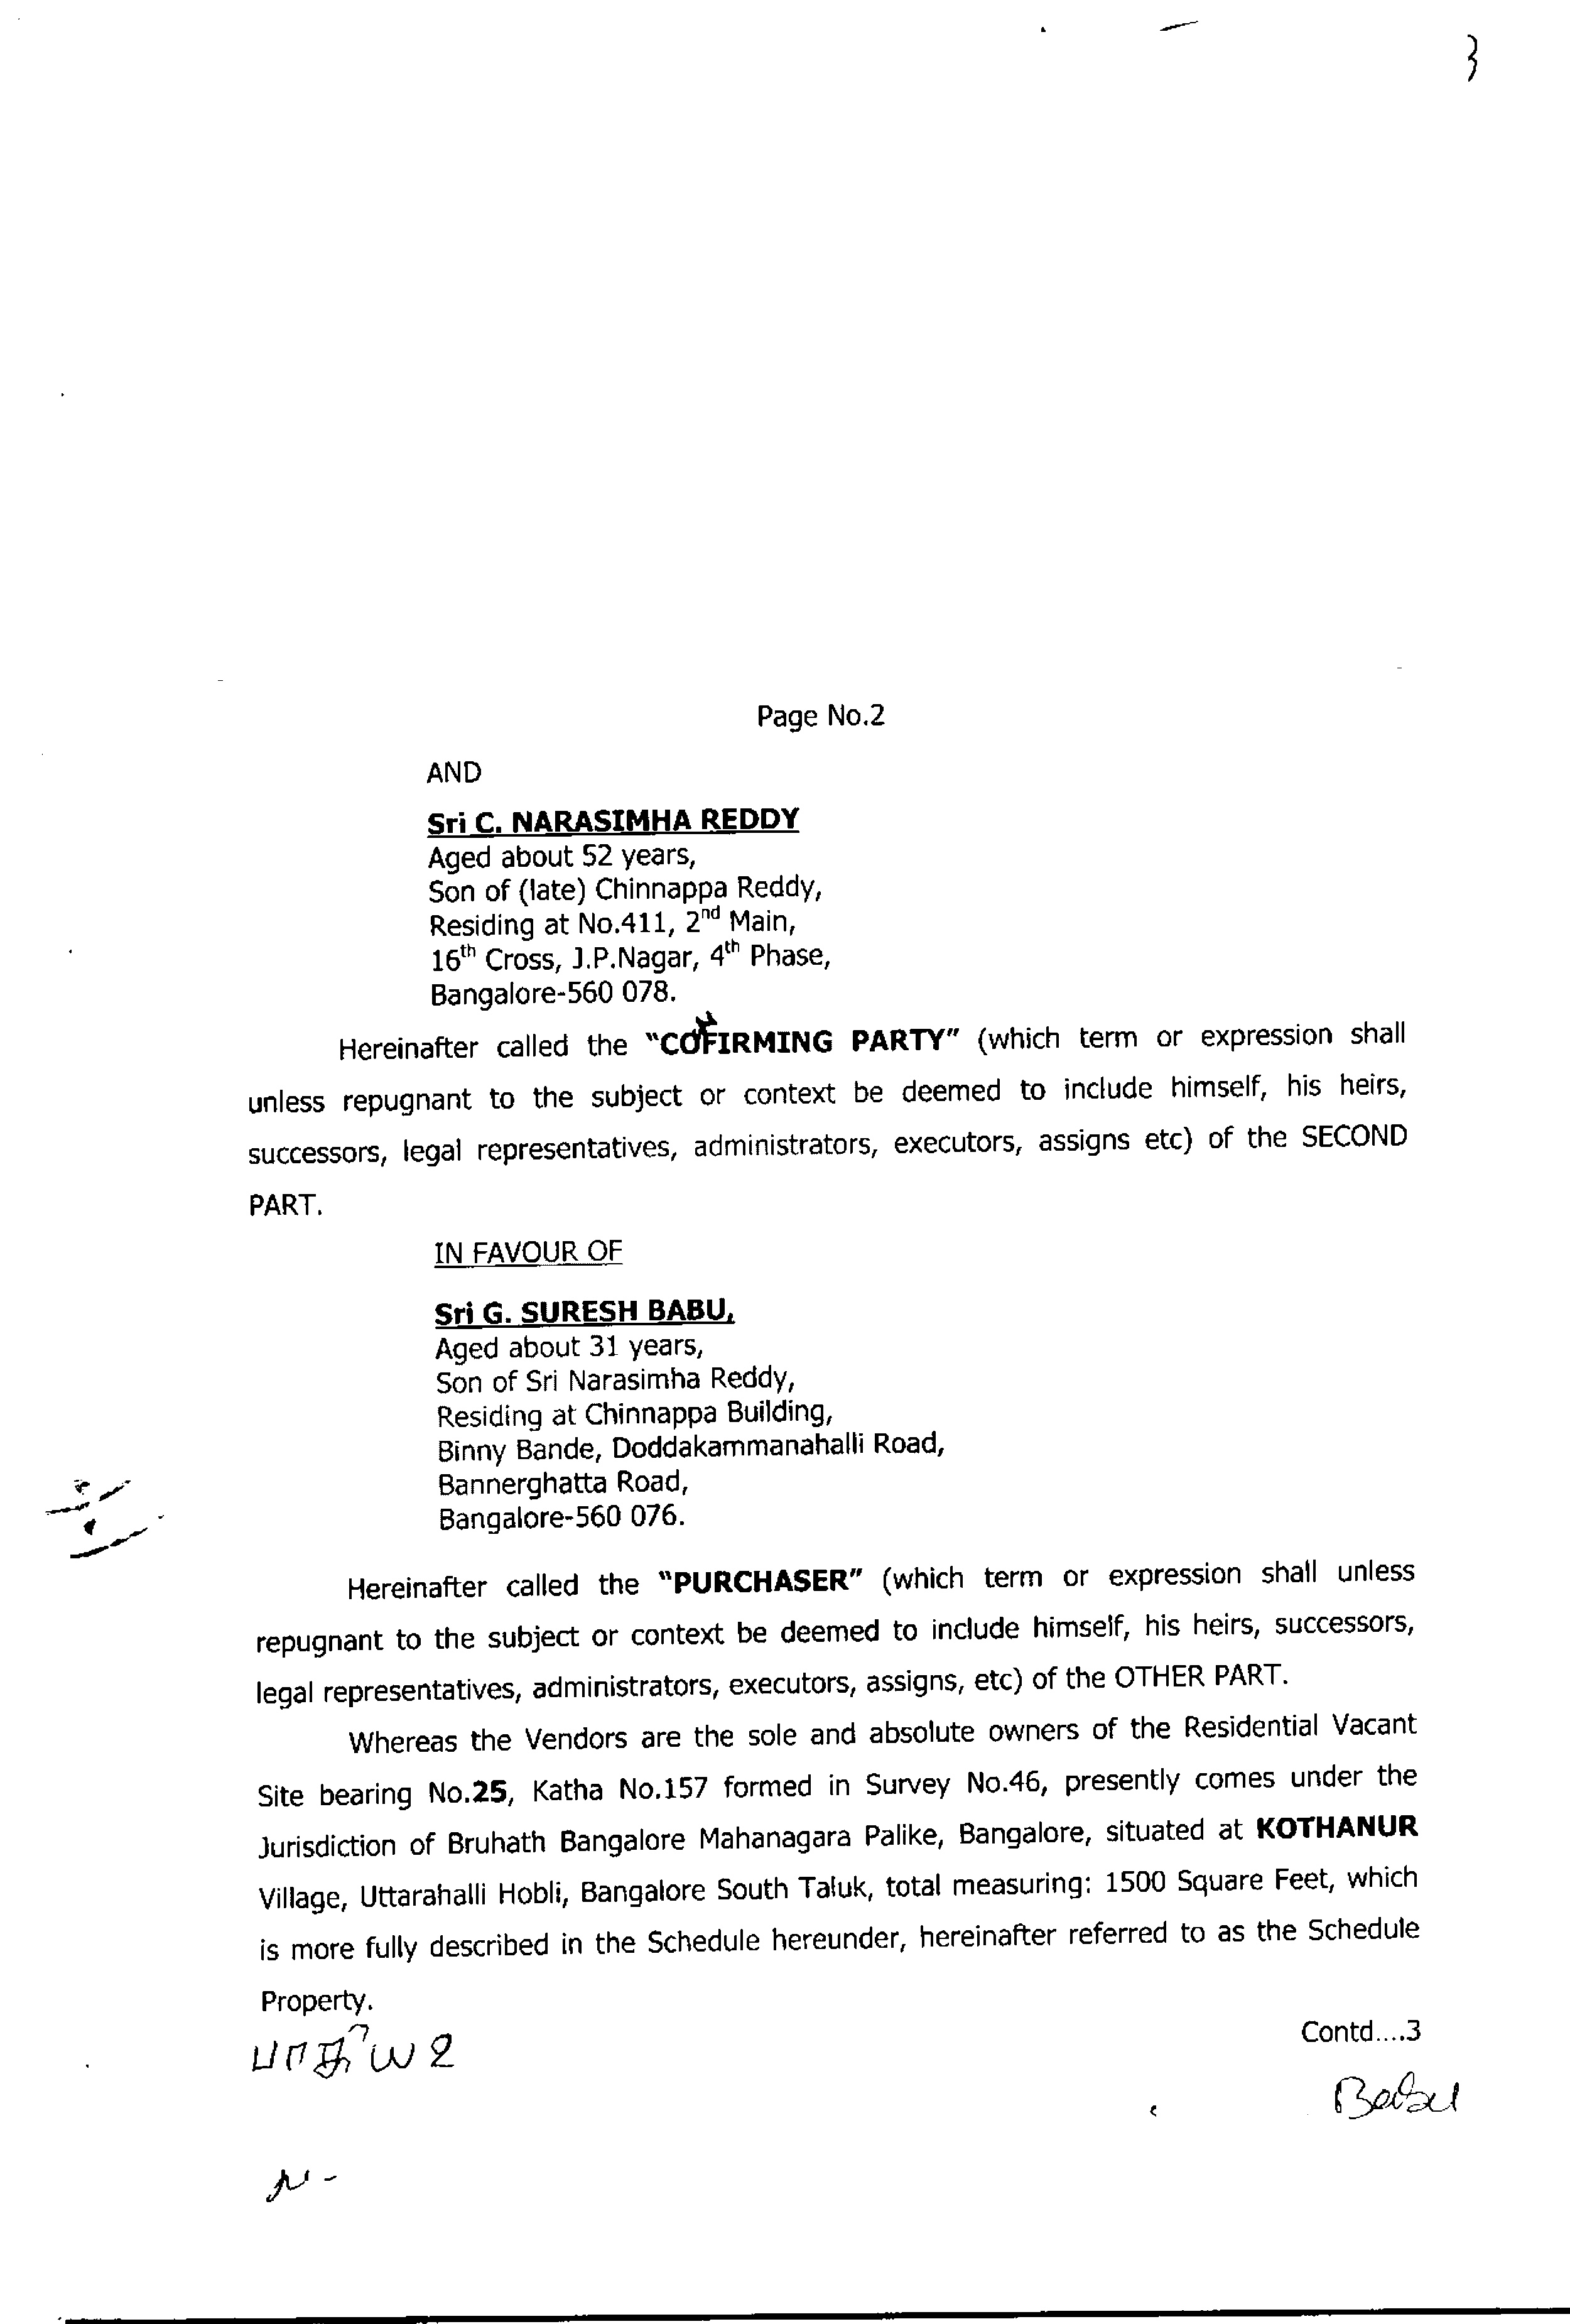 3
Page No.2
AND
Sri C. NARASIMHA REDDY
Aged about 52 years,
Son of (late) Chinnappa Reddy,
Residing at No.411, 2nd Main,
16th Cross, J.P.Nagar, 4th Phase,
Bangalore-560 078.
Hereinafter called the "COFIRMING PARTY" (which term or expression shall
unless repugnant to the subject or context be deemed to include himself, his heirs,
successors, legal representatives, administrators, executors, assigns etc) of the SECOND
PART.
IN FAVOUR OF
Sri G. SURESH BABU,
Aged about 31 years,
Son of Sri Narasimha Reddy,
Residing at Chinnappa Building,
Binny Bande, Doddakammanahalli Road,
Bannerghatta Road,
Bangalore-560 076.
Hereinafter called the "PURCHASER" (which term or expression shall unless
repugnant to the subject or context be deemed to include himself, his heirs, successors,
legal representatives, administrators, executors, assigns, etc) of the OTHER PART.
Whereas the Vendors are the sole and absolute owners of the Residential Vacant
Site bearing No.25, Katha No.157 formed in Survey No.46, presently comes under the
Jurisdiction of Bruhath Bangalore Mahanagara Palike, Bangalore, situated at KOTHANUR
Village, Uttarahalli Hobli, Bangalore South Taluk, total measuring: 1500 Square Feet, which
is more fully described in the Schedule hereunder, hereinafter referred to as the Schedule
Property.
Contd....3
Babu